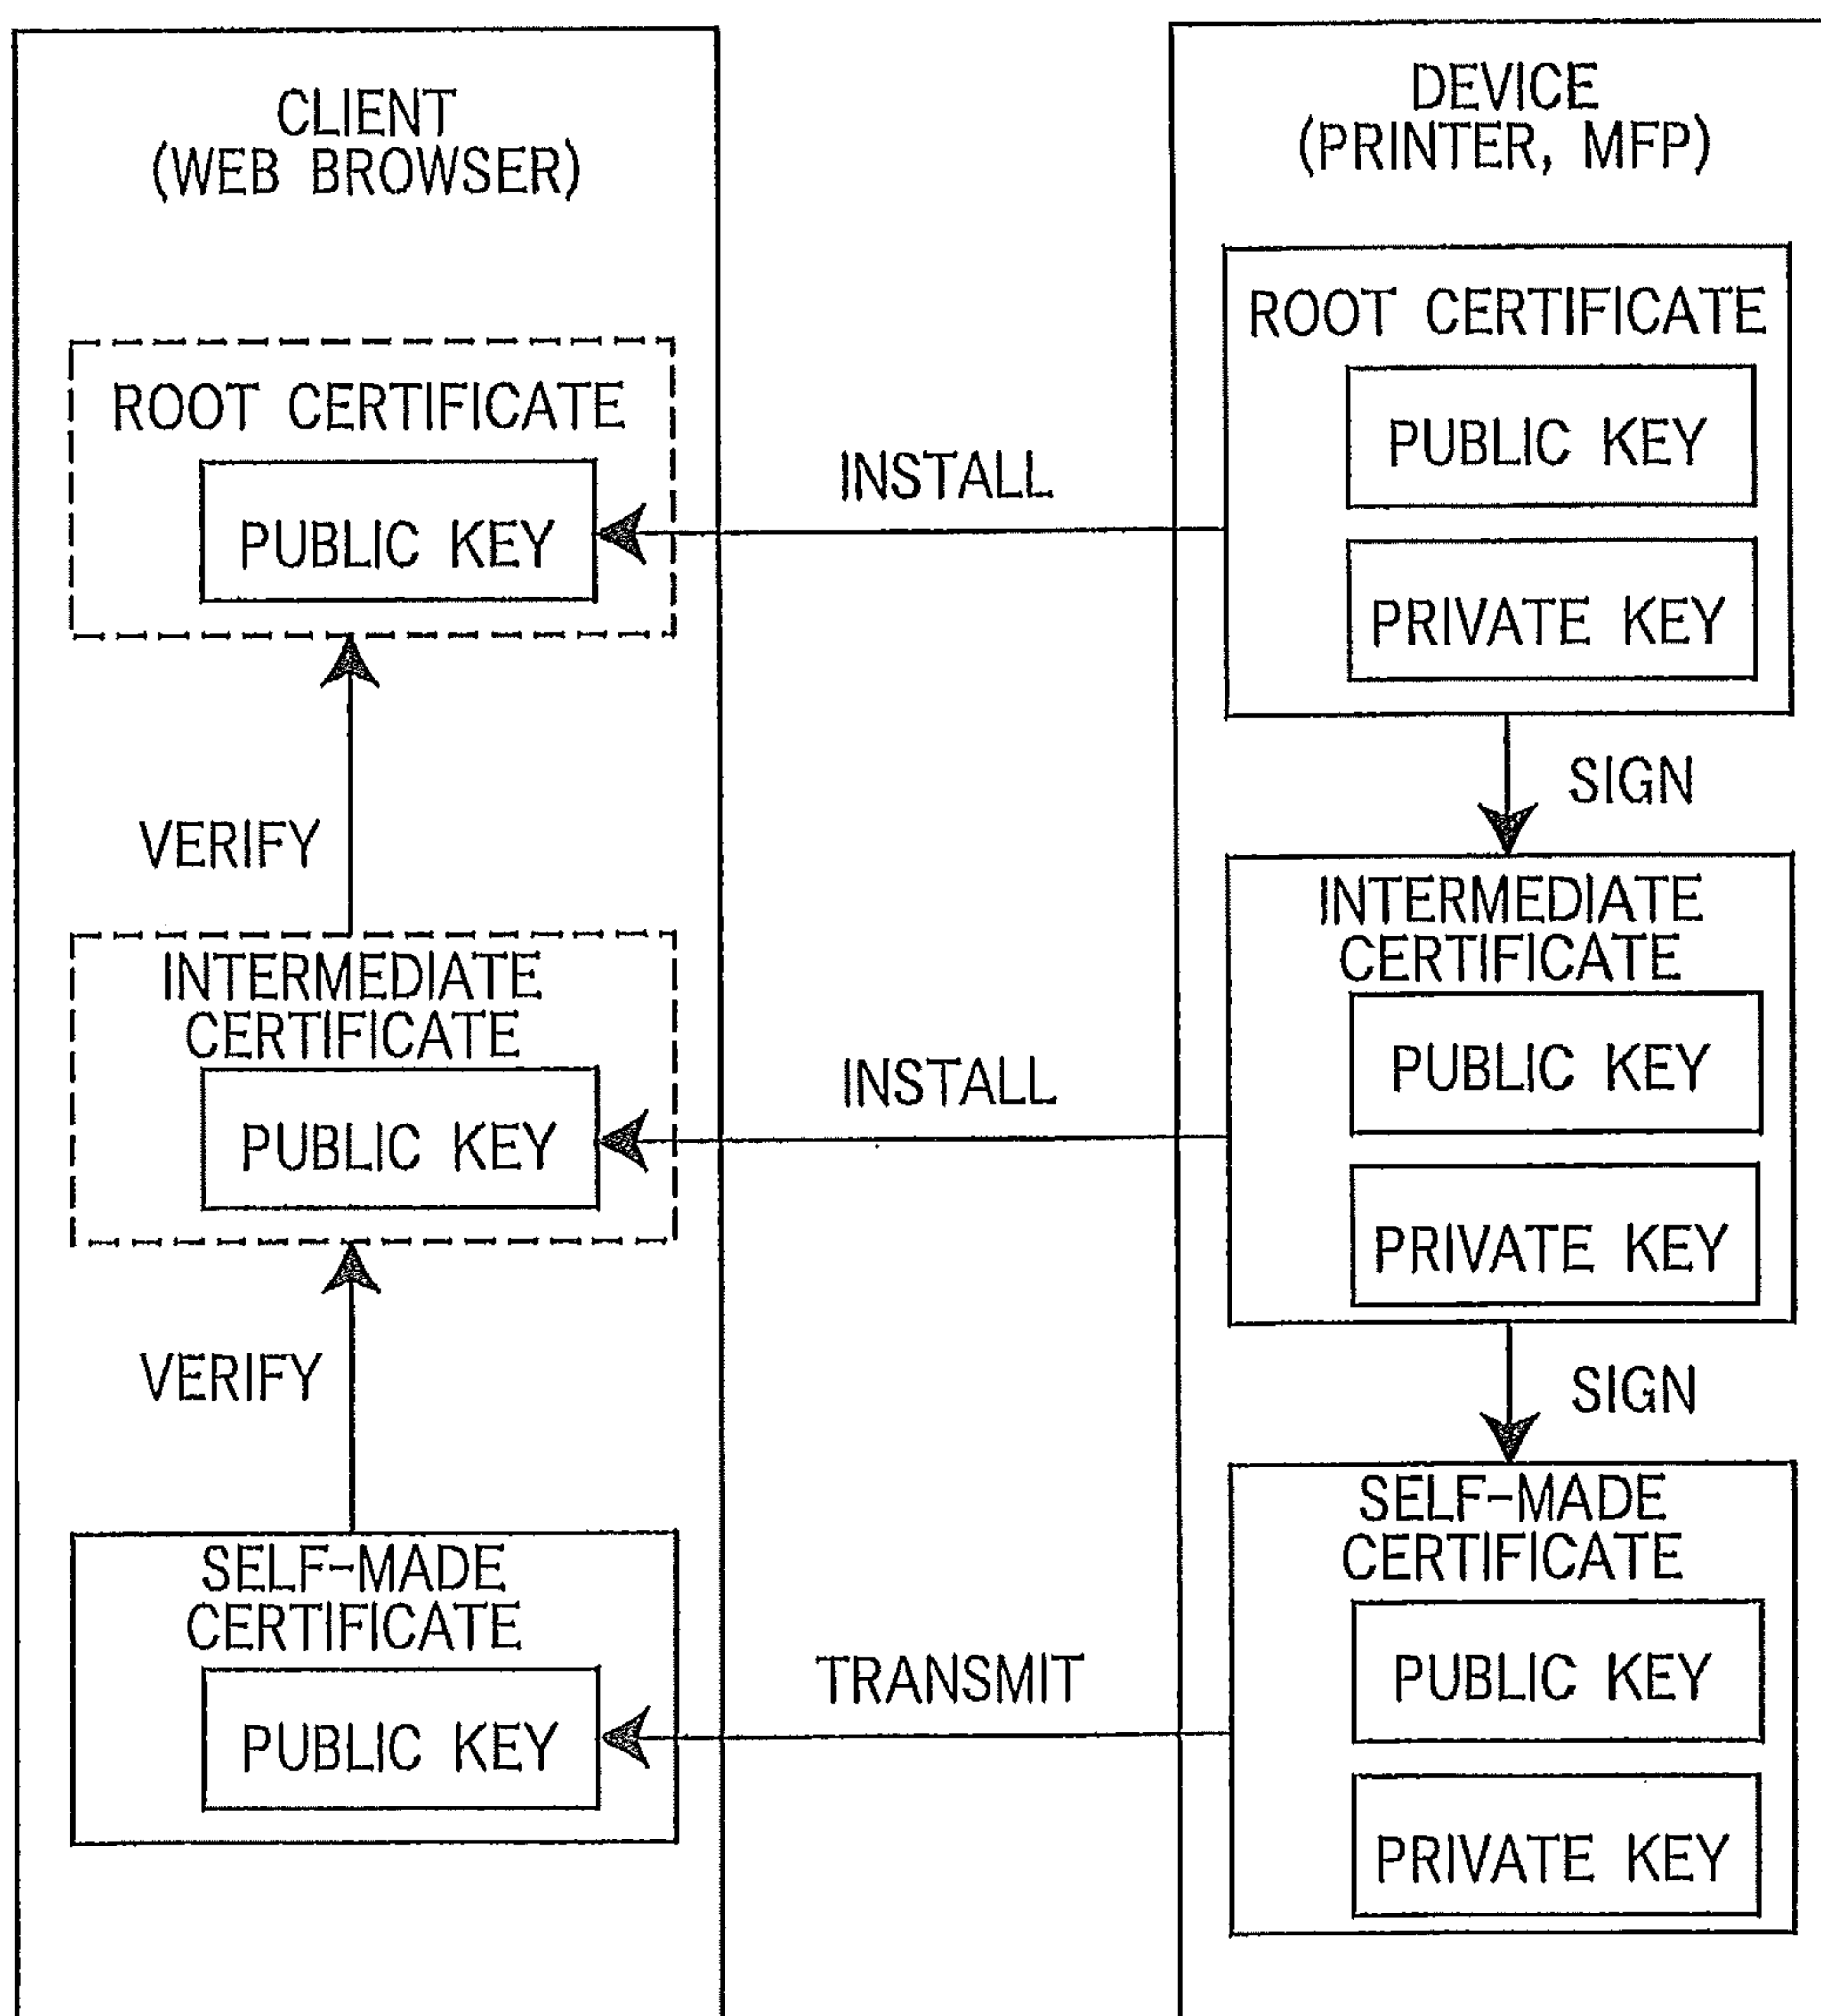 CLIENT
(WEB BROWSER)
ROOT CERTIFICATE
PUBLIC KEY
VERIFY
INTERMEDIATE
CERTIFICATE
PUBLIC KEY
VERIFY
SELF-MADE
CERTIFICATE
PUBLIC KEY
INSTALL
INSTALL
TRANSMIT
DEVICE
(PRINTER, MFP)
ROOT CERTIFICATE
PUBLIC KEY
PRIVATE KEY
SIGN
INTERMEDIATE
CERTIFICATE
PUBLIC KEY
PRIVATE KEY
SIGN
SELF-MADE
CERTIFICATE
PUBLIC KEY
PRIVATE KEY